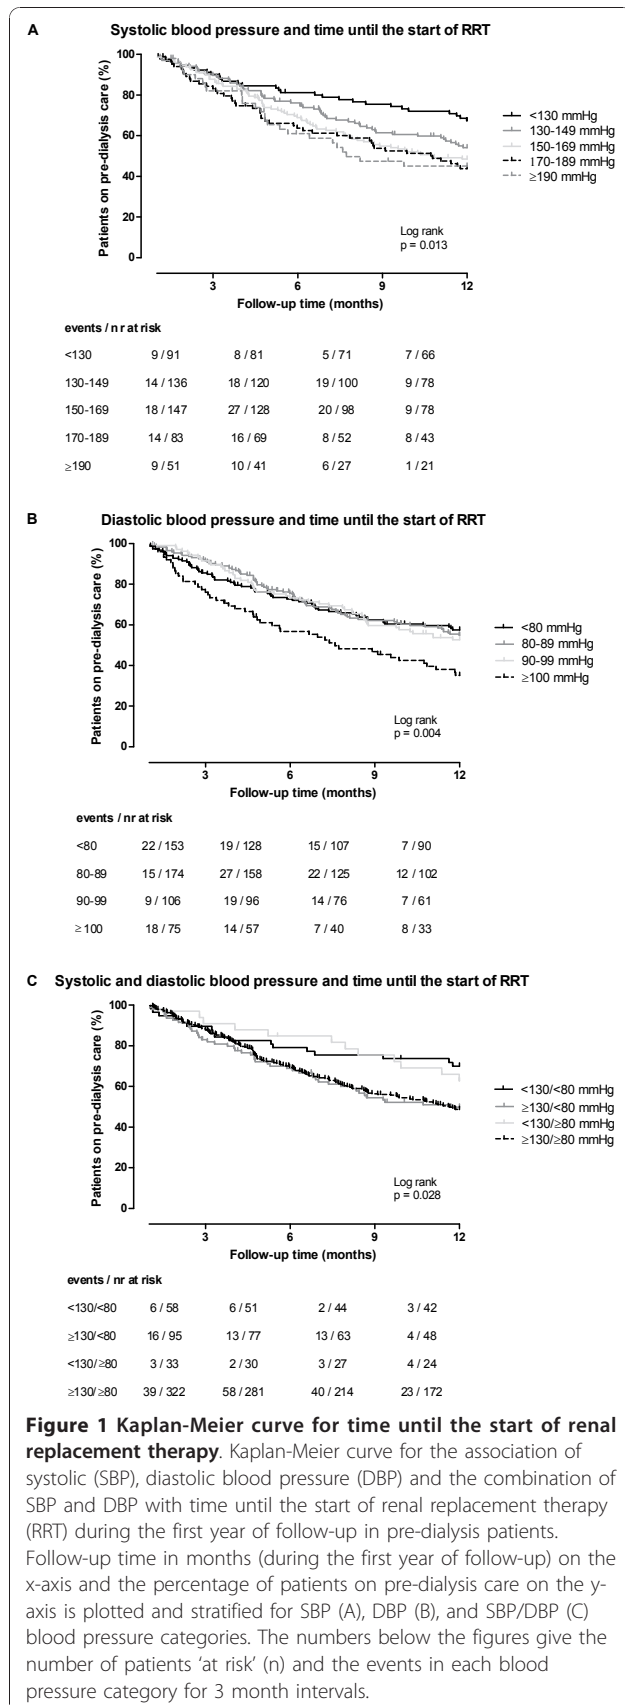 A Systolic blood pressure and time until the start of RRT
Patients on pre-dialysis care (%)
100
80
60
40
20
0
<130 mmHg
130-149 mmHg
150-169 mmHg
170-189 mmHg
≥190 mmHg
Log rank
p = 0.013
3 6 9 12
Follow-up time (months)
events / n r at risk
<130 9 / 91 8 / 81 5 / 71 7 / 66
130-149 14 / 136 18 / 120 19 / 100 9 / 78
150-169 18 / 147 27 / 128 20 / 98 9 / 78
170-189 14 / 83 16 / 69 8 / 52 8 / 43
≥190 9 / 51 10 / 41 6 / 27 1 / 21
B Diastolic blood pressure and time until the start of RRT
Patients on pre-dialysis care (%)
100
80
60
40
20
0
<80 mmHg
80-89 mmHg
90-99 mmHg
≥100 mmHg
Log rank
p = 0.004
3 6 9 12
Follow-up time (months)
events / nr at risk
<80 22 / 153 19 / 128 15 / 107 7 / 90
80-89 15 / 174 27 / 158 22 / 125 12 / 102
90-99 9 / 106 19 / 96 14 / 76 7 / 61
≥ 100 18 / 75 14 / 57 7 / 40 8 / 33
C Systolic and diastolic blood pressure and time until the start of RRT
Patients on pre-dialysis care (%)
100
80
60
40
20
0
<130/<80 mmHg
≥130/<80 mmHg
<130/≥80 mmHg
≥130/≥80 mmHg
Log rank
p = 0.028
3 6 9 12
Follow-up time (months)
events / nr at risk
<130/<80 6 / 58 6 / 51 2 / 44 3 / 42
≥130/<80 16 / 95 13 / 77 13 / 63 4 / 48
<130/≥80 3 / 33 2 / 30 3 / 27 4 / 24
≥130/≥80 39 / 322 58 / 281 40 / 214 23 / 172
Figure 1 Kaplan-Meier curve for time until the start of renal
replacement therapy. Kaplan-Meier curve for the association of
systolic (SBP), diastolic blood pressure (DBP) and the combination of
SBP and DBP with time until the start of renal replacement therapy
(RRT) during the first year of follow-up in pre-dialysis patients.
Follow-up time in months (during the first year of follow-up) on the
x-axis and the percentage of patients on pre-dialysis care on the y-
axis is plotted and stratified for SBP (A), DBP (B), and SBP/DBP (C)
blood pressure categories. The numbers below the figures give the
number of patients ‘at risk’ (n) and the events in each blood
pressure category for 3 month intervals.